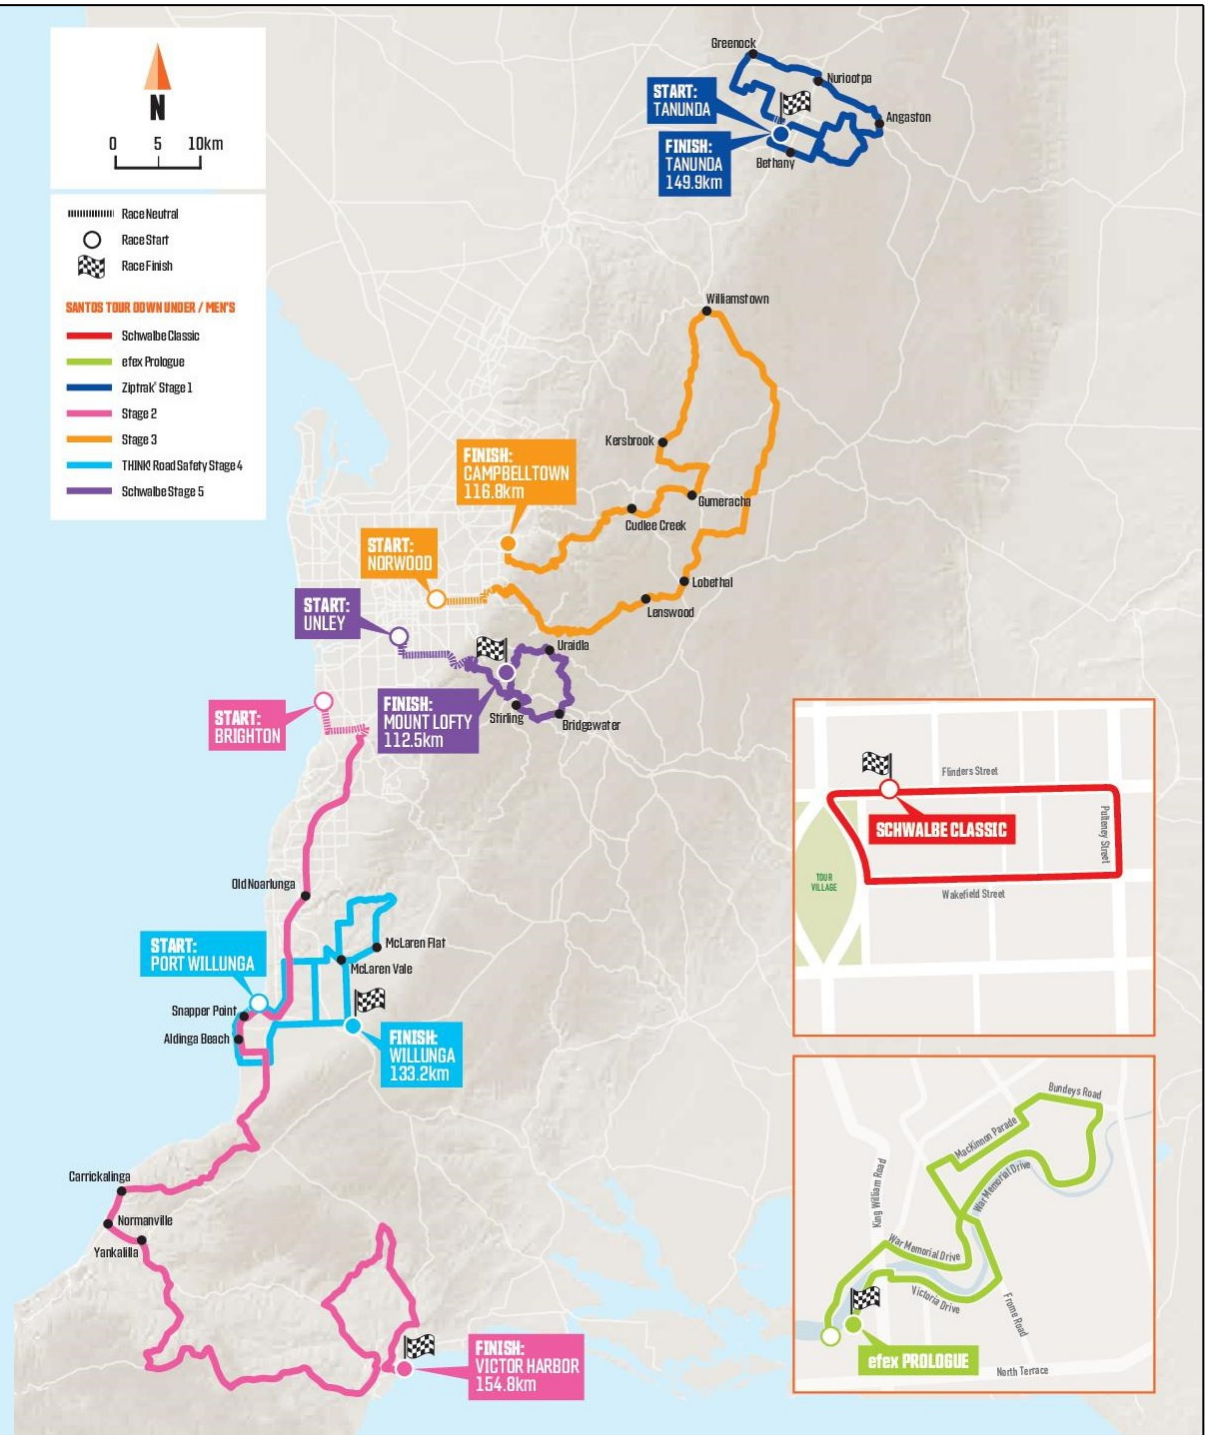 N
0 5 10km
Race Neutral
Race Start
Race Finish
SANTOS TOUR DOWN UNDER / MEN'S
Schwalbe Classic
efex Prologue
Ziptrak® Stage 1
Stage 2
Stage 3
THINK! Road Safety Stage 4
Schwalbe Stage 5
Greenock
Nuriootpa
START:
TANUNDA
Angaston
FINISH:
TANUNDA
149.9km
Bethany
Williamstown
Kersbrook
FINISH:
CAMPBELLTOWN
116.8km
Gumeracha
Cudlee Creek
START:
NORWOOD
Lobethal
Lenswood
START:
UNLEY
Uraidla
FINISH:
MOUNT LOFTY
112.5km
Stirling
Bridgewater
START:
BRIGHTON
Old Noarlunga
McLaren Flat
START:
PORT WILLUNGA
McLaren Vale
Snapper Point
Aldinga Beach
FINISH:
WILLUNGA
133.2km
Carrickalinga
Normanville
Yankalilla
FINISH:
VICTOR HARBOR
154.8km
Flinders Street
SCHWALBE CLASSIC
Pulteney Street
TOUR
VILLAGE
Wakefield Street
Bundeys Road
MacKinnon Parade
War Memorial Drive
King William Road
War Memorial Drive
Victoria Drive
Frome Road
efex PROLOGUE
North Terrace